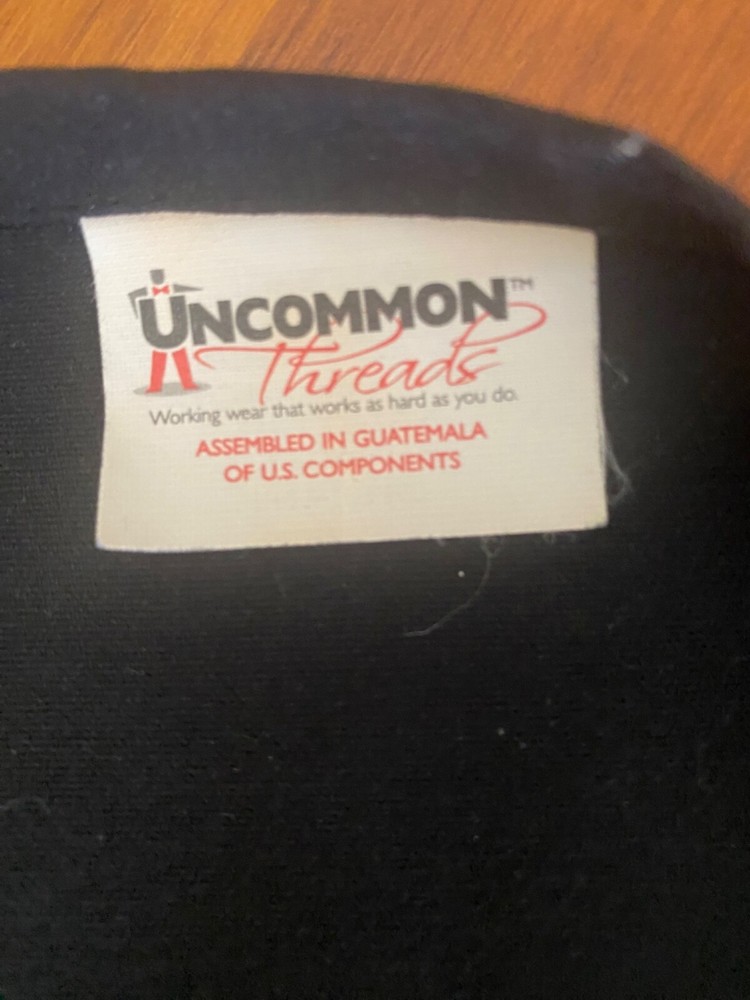 UNCOMMON™
Threads
Working wear that works as hard as you do.
ASSEMBLED IN GUATEMALA
OF U.S. COMPONENTS